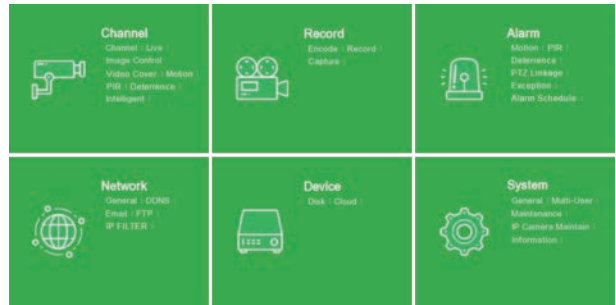 Channel
Channel | Live |
Image Control
Video Cover | Motion
PIR | Deterrence |
Intelligent |
Record
Encode | Record |
Capture |
Alarm
Motion | PIR
Deterrence |
PTZ Linkage |
Exception |
Alarm Schedule |
Network
General | DDNS
Email | FTP |
IP FILTER |
Device
Disk | Cloud |
System
General | Multi-User |
Maintenance
IP Camera Maintain |
Information |